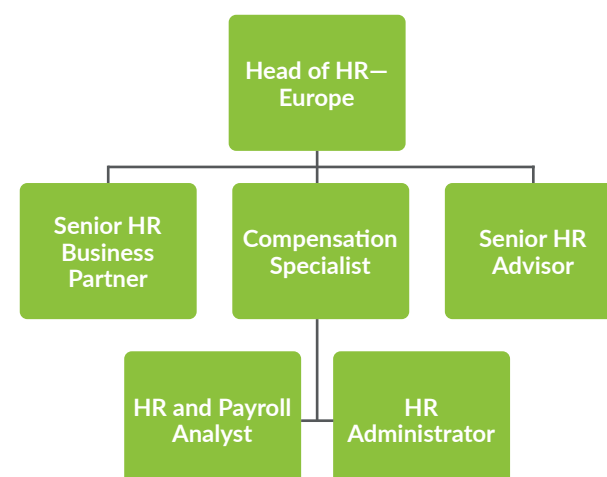 Head of HR—
Europe
Senior HR
Business
Partner
Compensation
Specialist
Senior HR
Advisor
HR and Payroll
Analyst
HR
Administrator